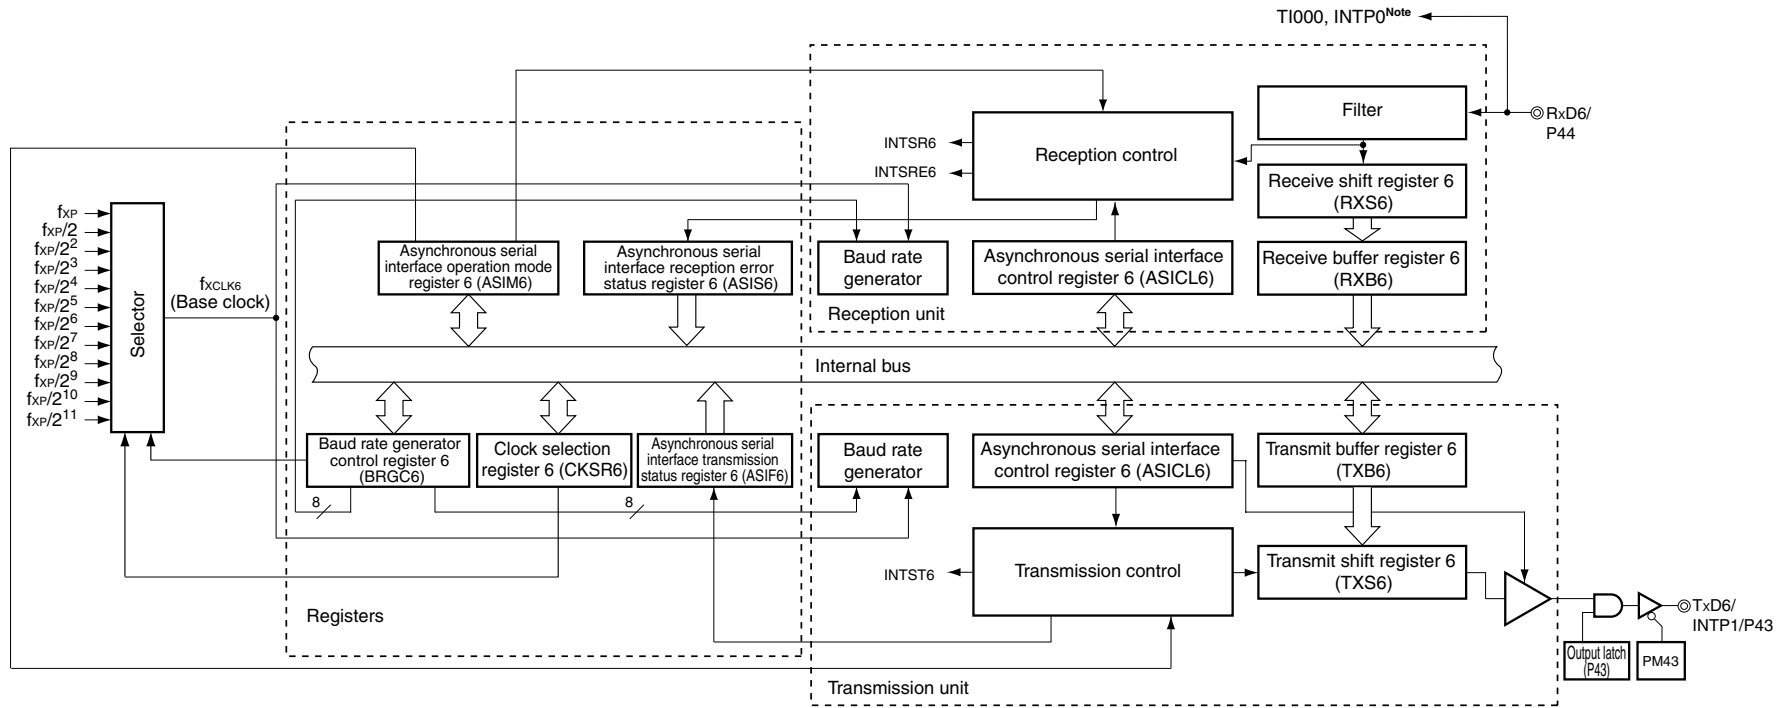 TI000, INTP0Note
Filter
RxD6/
P44
INTSR6
INTSRE6
Reception control
Receive shift register 6
(RXS6)
fXP
fXP/2
fXP/2²
fXP/2³
fXP/2⁴
fXP/2⁵
fXP/2⁶
fXP/2⁷
fXP/2⁸
fXP/2⁹
fXP/2¹⁰
fXP/2¹¹
Selector
fXCLK6
(Base clock)
Asynchronous serial
interface operation mode
register 6 (ASIM6)
Asynchronous serial
interface reception error
status register 6 (ASIS6)
Baud rate
generator
Asynchronous serial interface
control register 6 (ASICL6)
Receive buffer register 6
(RXB6)
Reception unit
Internal bus
Baud rate generator
control register 6
(BRGC6)
Clock selection
register 6 (CKSR6)
Asynchronous serial
interface transmission
status register 6 (ASIF6)
Baud rate
generator
Asynchronous serial interface
control register 6 (ASICL6)
Transmit buffer register 6
(TXB6)
8
8
INTST6
Transmission control
Transmit shift register 6
(TXS6)
Registers
TxD6/
INTP1/P43
Output latch
(P43)
PM43
Transmission unit